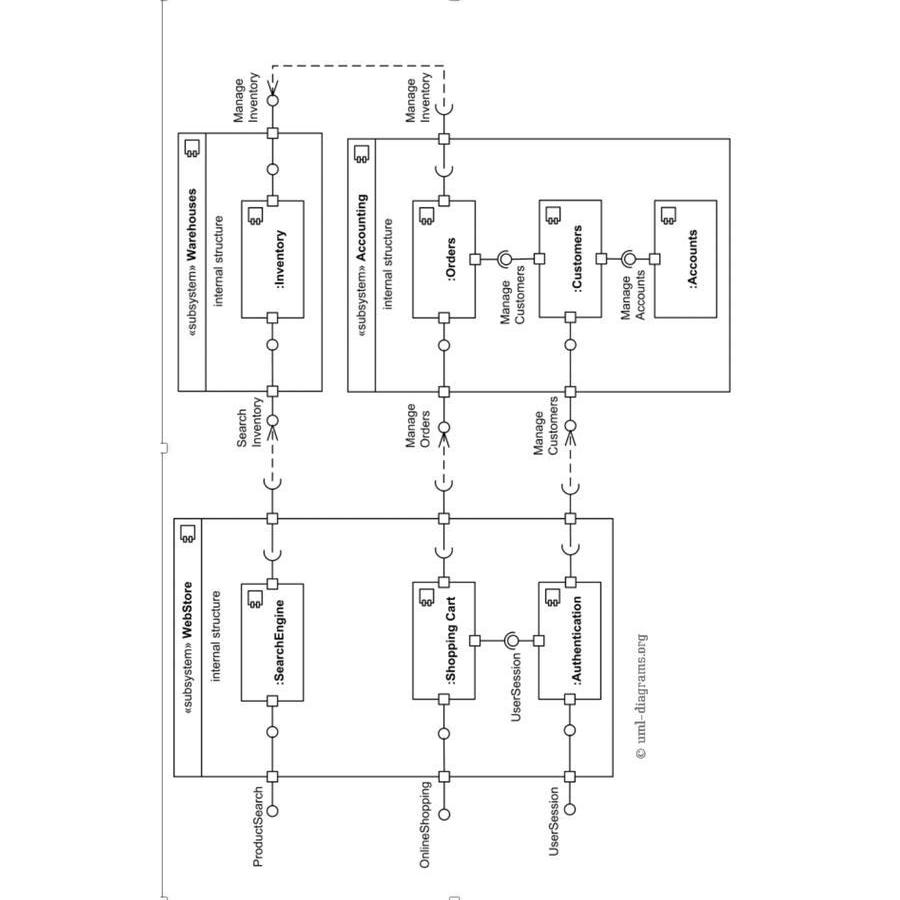 «subsystem» WebStore
internal structure
ProductSearch
:SearchEngine
OnlineShopping
:Shopping Cart
UserSession
UserSession
:Authentication
«subsystem» Warehouses
internal structure
Search
Inventory
:Inventory
Manage
Inventory
«subsystem» Accounting
internal structure
Manage
Orders
:Orders
Manage
Inventory
Manage
Customers
Manage
Customers
:Customers
Manage
Accounts
:Accounts
© uml-diagrams.org